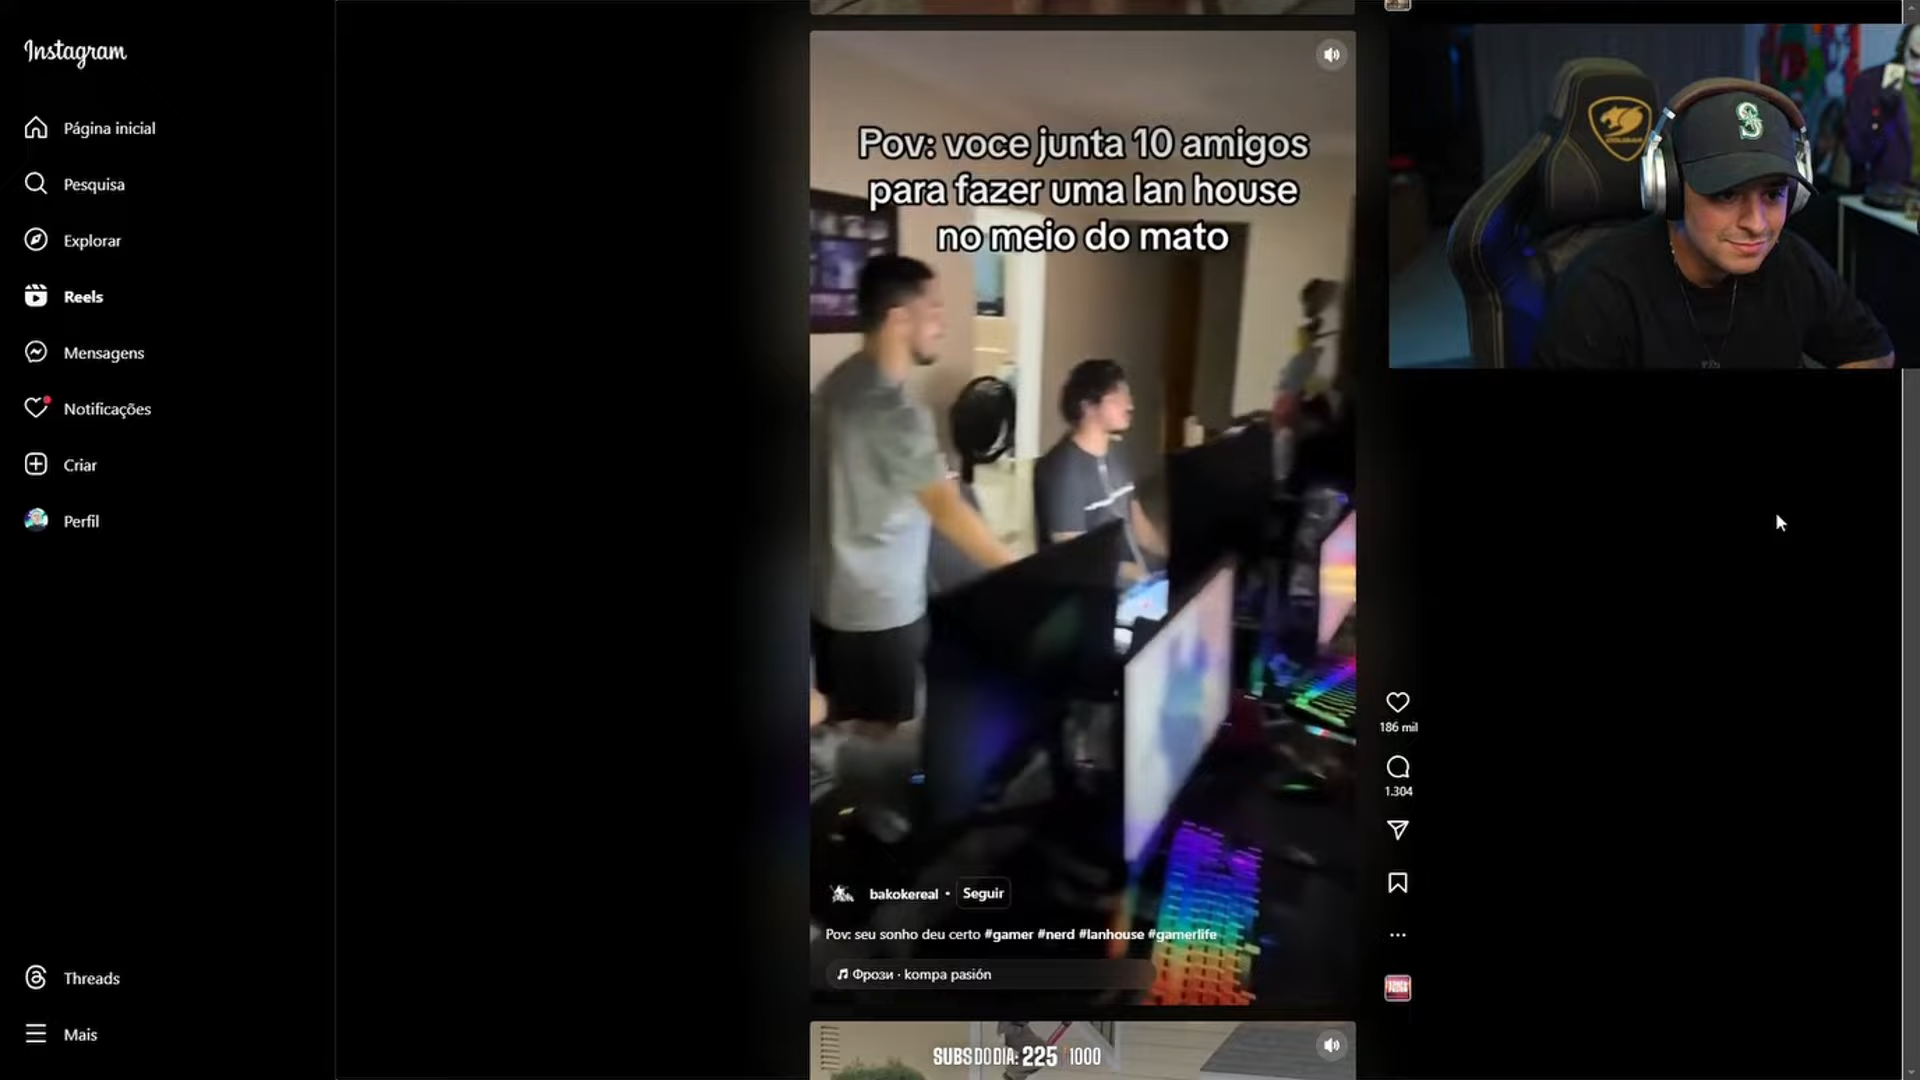 Instagram
Página inicial
Pesquisa
Explorar
Reels
Mensagens
Notificações
Criar
Perfil
Threads
Mais
Pov: voce junta 10 amigos
para fazer uma lan house
no meio do mato
bakokereal • Seguir
Pov: seu sonho deu certo #gamer #nerd #lanhouse #gamerlife
Фрози · kompa pasión
186 mil
1.304
SUBS DO DIA: 225 / 1000
COUGAR
S